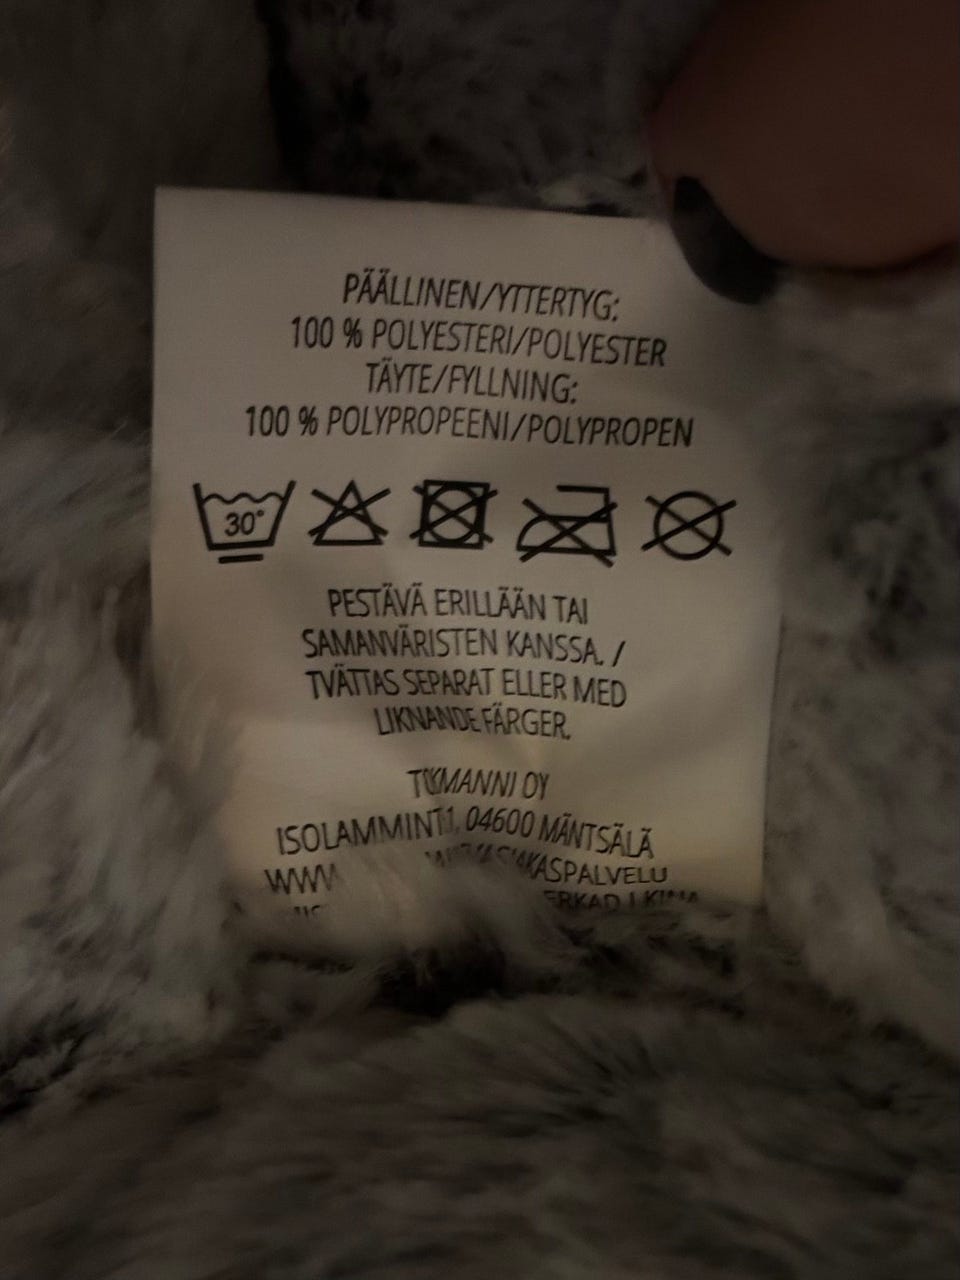 PÄÄLLINEN/YTTERTYG:
100 % POLYESTERI/POLYESTER
TÄYTE/FYLLNING:
100 % POLYPROPEENI/POLYPROPEN
30°
PESTÄVÄ ERILLÄÄN TAI
SAMANVÄRISTEN KANSSA. /
TVÄTTAS SEPARAT ELLER MED
LIKNANDE FÄRGER.
TOKMANNI OY
ISOLAMMINTI 1, 04600 MÄNTSÄLÄ